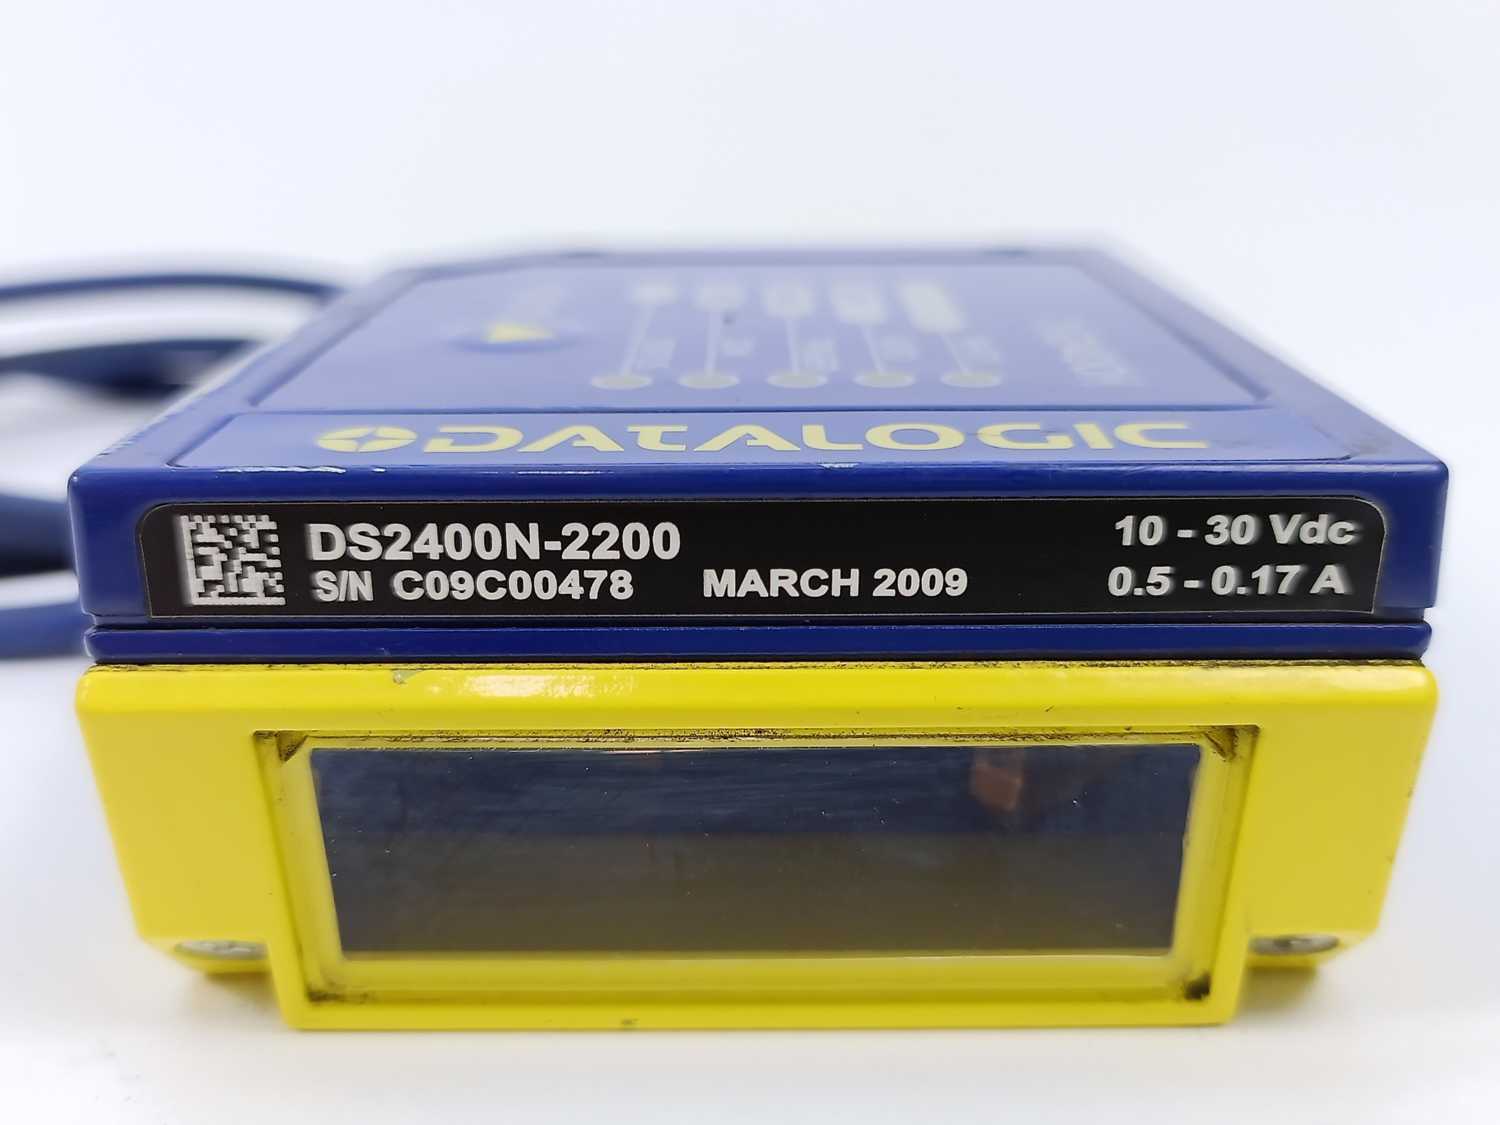 DATALOGIC
DS2400N-2200
S/N C09C00478
MARCH 2009
10 - 30 Vdc
0.5 - 0.17 A